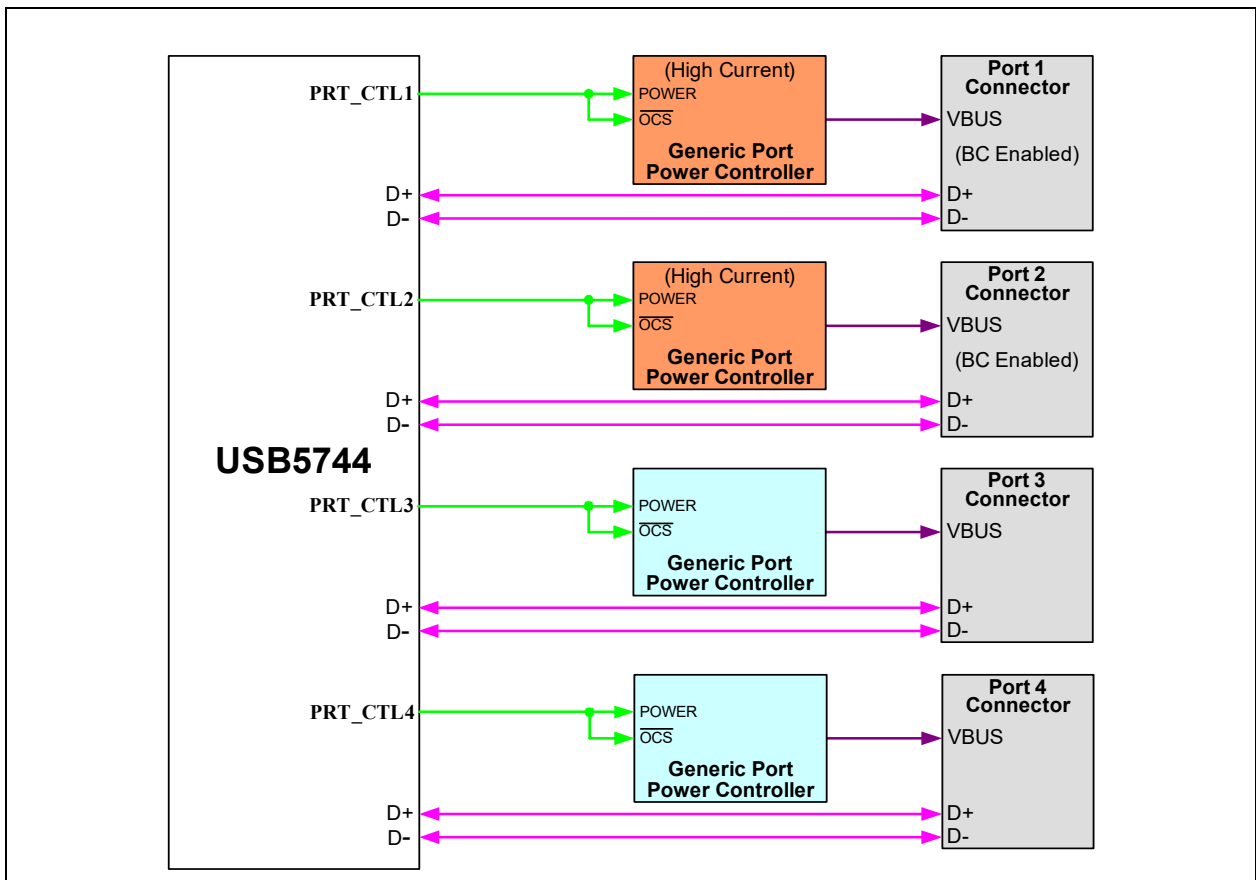 USB5744
PRT_CTL1
D+
D-
(High Current)
POWER
OCS
Generic Port
Power Controller
Port 1
Connector
VBUS
(BC Enabled)
D+
D-
PRT_CTL2
D+
D-
(High Current)
POWER
OCS
Generic Port
Power Controller
Port 2
Connector
VBUS
(BC Enabled)
D+
D-
PRT_CTL3
D+
D-
POWER
OCS
Generic Port
Power Controller
Port 3
Connector
VBUS
D+
D-
PRT_CTL4
D+
D-
POWER
OCS
Generic Port
Power Controller
Port 4
Connector
VBUS
D+
D-